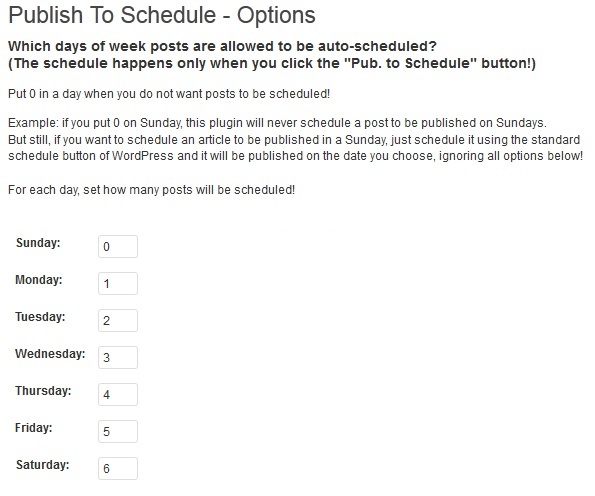 Publish To Schedule - Options
Which days of week posts are allowed to be auto-scheduled?
(The schedule happens only when you click the "Pub. to Schedule" button!)
Put 0 in a day when you do not want posts to be scheduled!
Example: if you put 0 on Sunday, this plugin will never schedule a post to be published on Sundays.
But still, if you want to schedule an article to be published in a Sunday, just schedule it using the standard
schedule button of WordPress and it will be published on the date you choose, ignoring all options below!
For each day, set how many posts will be scheduled!
Sunday: 0
Monday: 1
Tuesday: 2
Wednesday: 3
Thursday: 4
Friday: 5
Saturday: 6